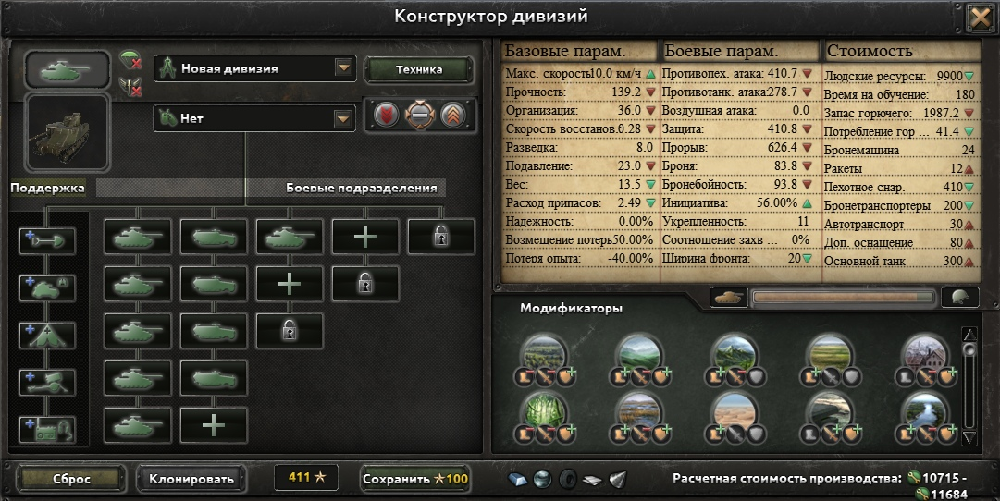 Конструктор дивизий
Новая дивизия
Техника
Нет
Поддержка
Боевые подразделения
Базовые парам.
Макс. скорость10.0 км/ч
Прочность: 139.2
Организация: 36.0
Скорость восстанов.0.28
Разведка: 8.0
Подавление: 23.0
Вес: 13.5
Расход припасов: 2.49
Надежность: 0.00%
Возмещение потерь50.00%
Потеря опыта: -40.00%
Боевые парам.
Противопех. атака: 410.7
Противотанк. атака:278.7
Воздушная атака: 0.0
Защита: 410.8
Прорыв: 626.4
Броня: 83.8
Бронебойность: 93.8
Инициатива: 56.00%
Укрепленность: 11
Соотношение захв ... 0%
Ширина фронта: 20
Стоимость
Людские ресурсы: 9900
Время на обучение: 180
Запас горючего: 1987.2
Потребление гор ... 41.4
Бронемашина 24
Ракеты 12
Пехотное снар. 410
Бронетранспортёры 200
Автотранспорт 30
Доп. оснащение 80
Основной танк 300
Модификаторы
Сброс
Клонировать
411
Сохранить 100
Расчетная стоимость производства: 10715 -
11684